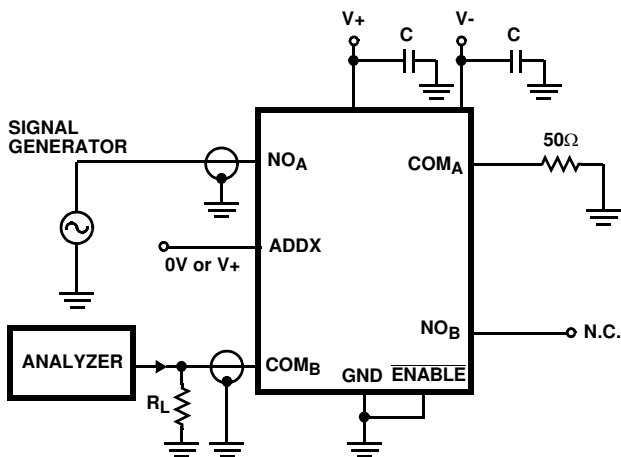 V+
V-
C
C
SIGNAL
GENERATOR
NOA
COMA
50Ω
ADDX
0V or V+
NOB
N.C.
ANALYZER
COMB
GND
ENABLE
RL